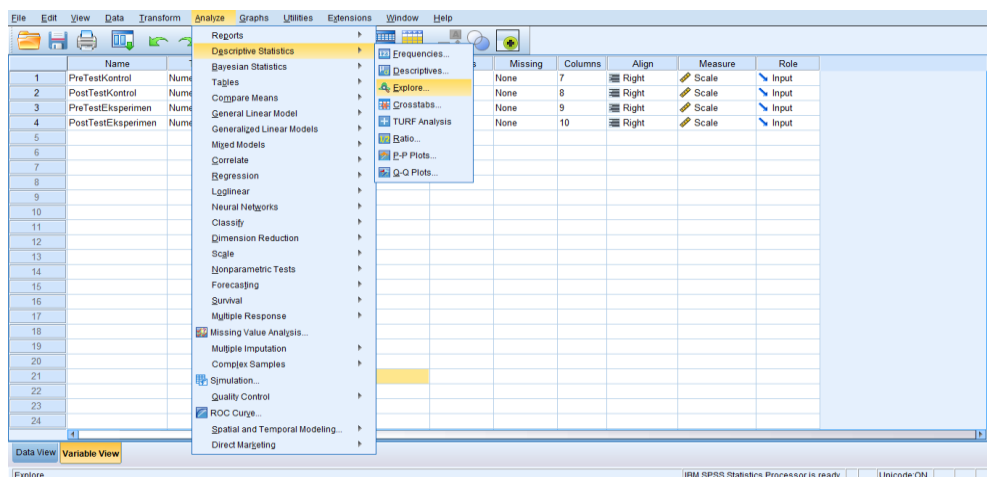 File Edit View Data Transform Analyze Graphs Utilities Extensions Window Help
Reports
Descriptive Statistics
Bayesian Statistics
Tables
Compare Means
General Linear Model
Generalized Linear Models
Mixed Models
Correlate
Regression
Loglinear
Neural Networks
Classify
Dimension Reduction
Scale
Nonparametric Tests
Forecasting
Survival
Multiple Response
Missing Value Analysis...
Multiple Imputation
Complex Samples
Simulation...
Quality Control
ROC Curve...
Spatial and Temporal Modeling...
Direct Marketing
Frequencies...
Descriptives...
Explore...
Crosstabs...
TURF Analysis
Ratio...
P-P Plots...
Q-Q Plots...
Name T s Missing Columns Align Measure Role
1 PreTestKontrol Nume None 7 Right Scale Input
2 PostTestKontrol Nume None 8 Right Scale Input
3 PreTestEksperimen Nume None 9 Right Scale Input
4 PostTestEksperimen Nume None 10 Right Scale Input
5
6
7
8
9
10
11
12
13
14
15
16
17
18
19
20
21
22
23
24
Data View Variable View
Explore IBM SPSS Statistics Processor is ready Unicode:ON